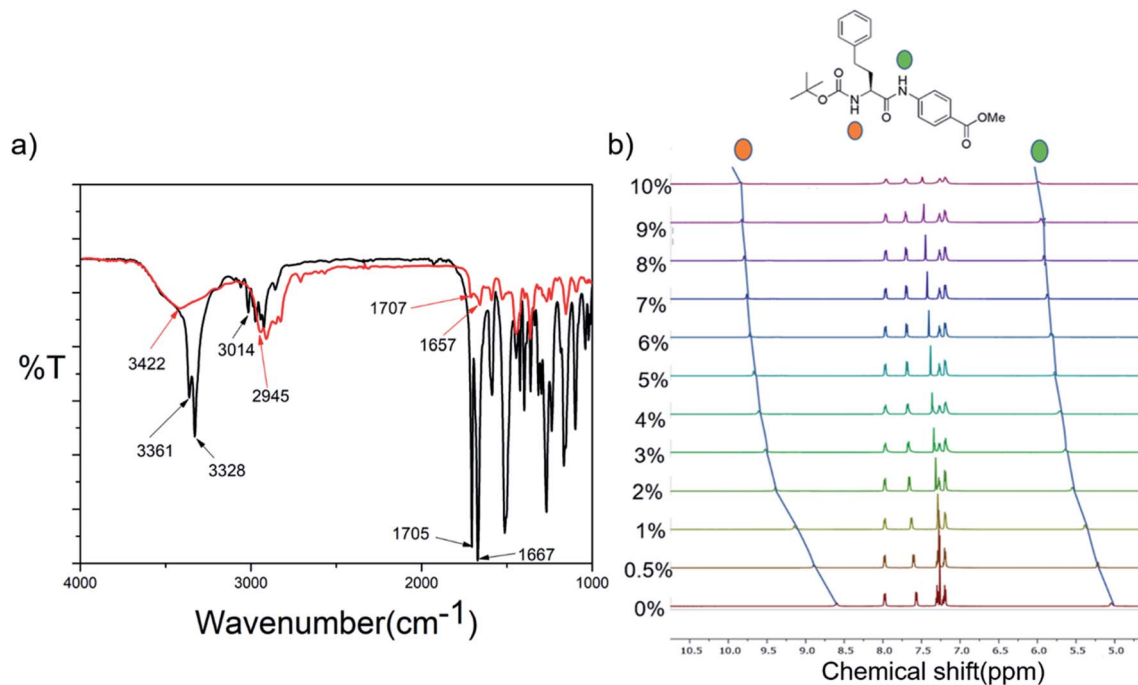 H
N
O
O
N
H
O
OMe
O
a)
b)
%T
3422
3361
3328
3014
2945
1707
1657
1705
1667
4000
3000
2000
1000
Wavenumber(cm-1)
10%
9%
8%
7%
6%
5%
4%
3%
2%
1%
0.5%
0%
10.5 10.0 9.5 9.0 8.5 8.0 7.5 7.0 6.5 6.0 5.5 5.0
Chemical shift(ppm)